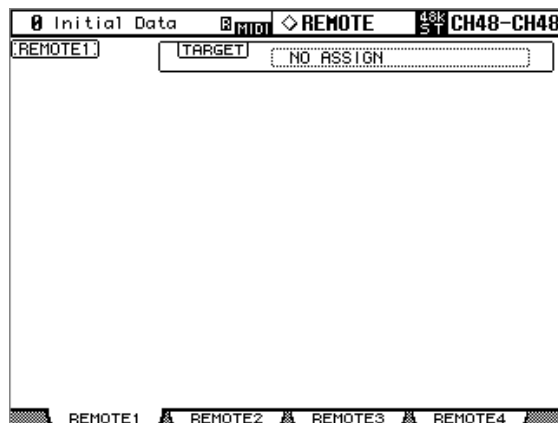 0 Initial Data R MIDI ◇REMOTE 48K ST CH48-CH48
REMOTE1 TARGET NO ASSIGN
REMOTE1 REMOTE2 REMOTE3 REMOTE4